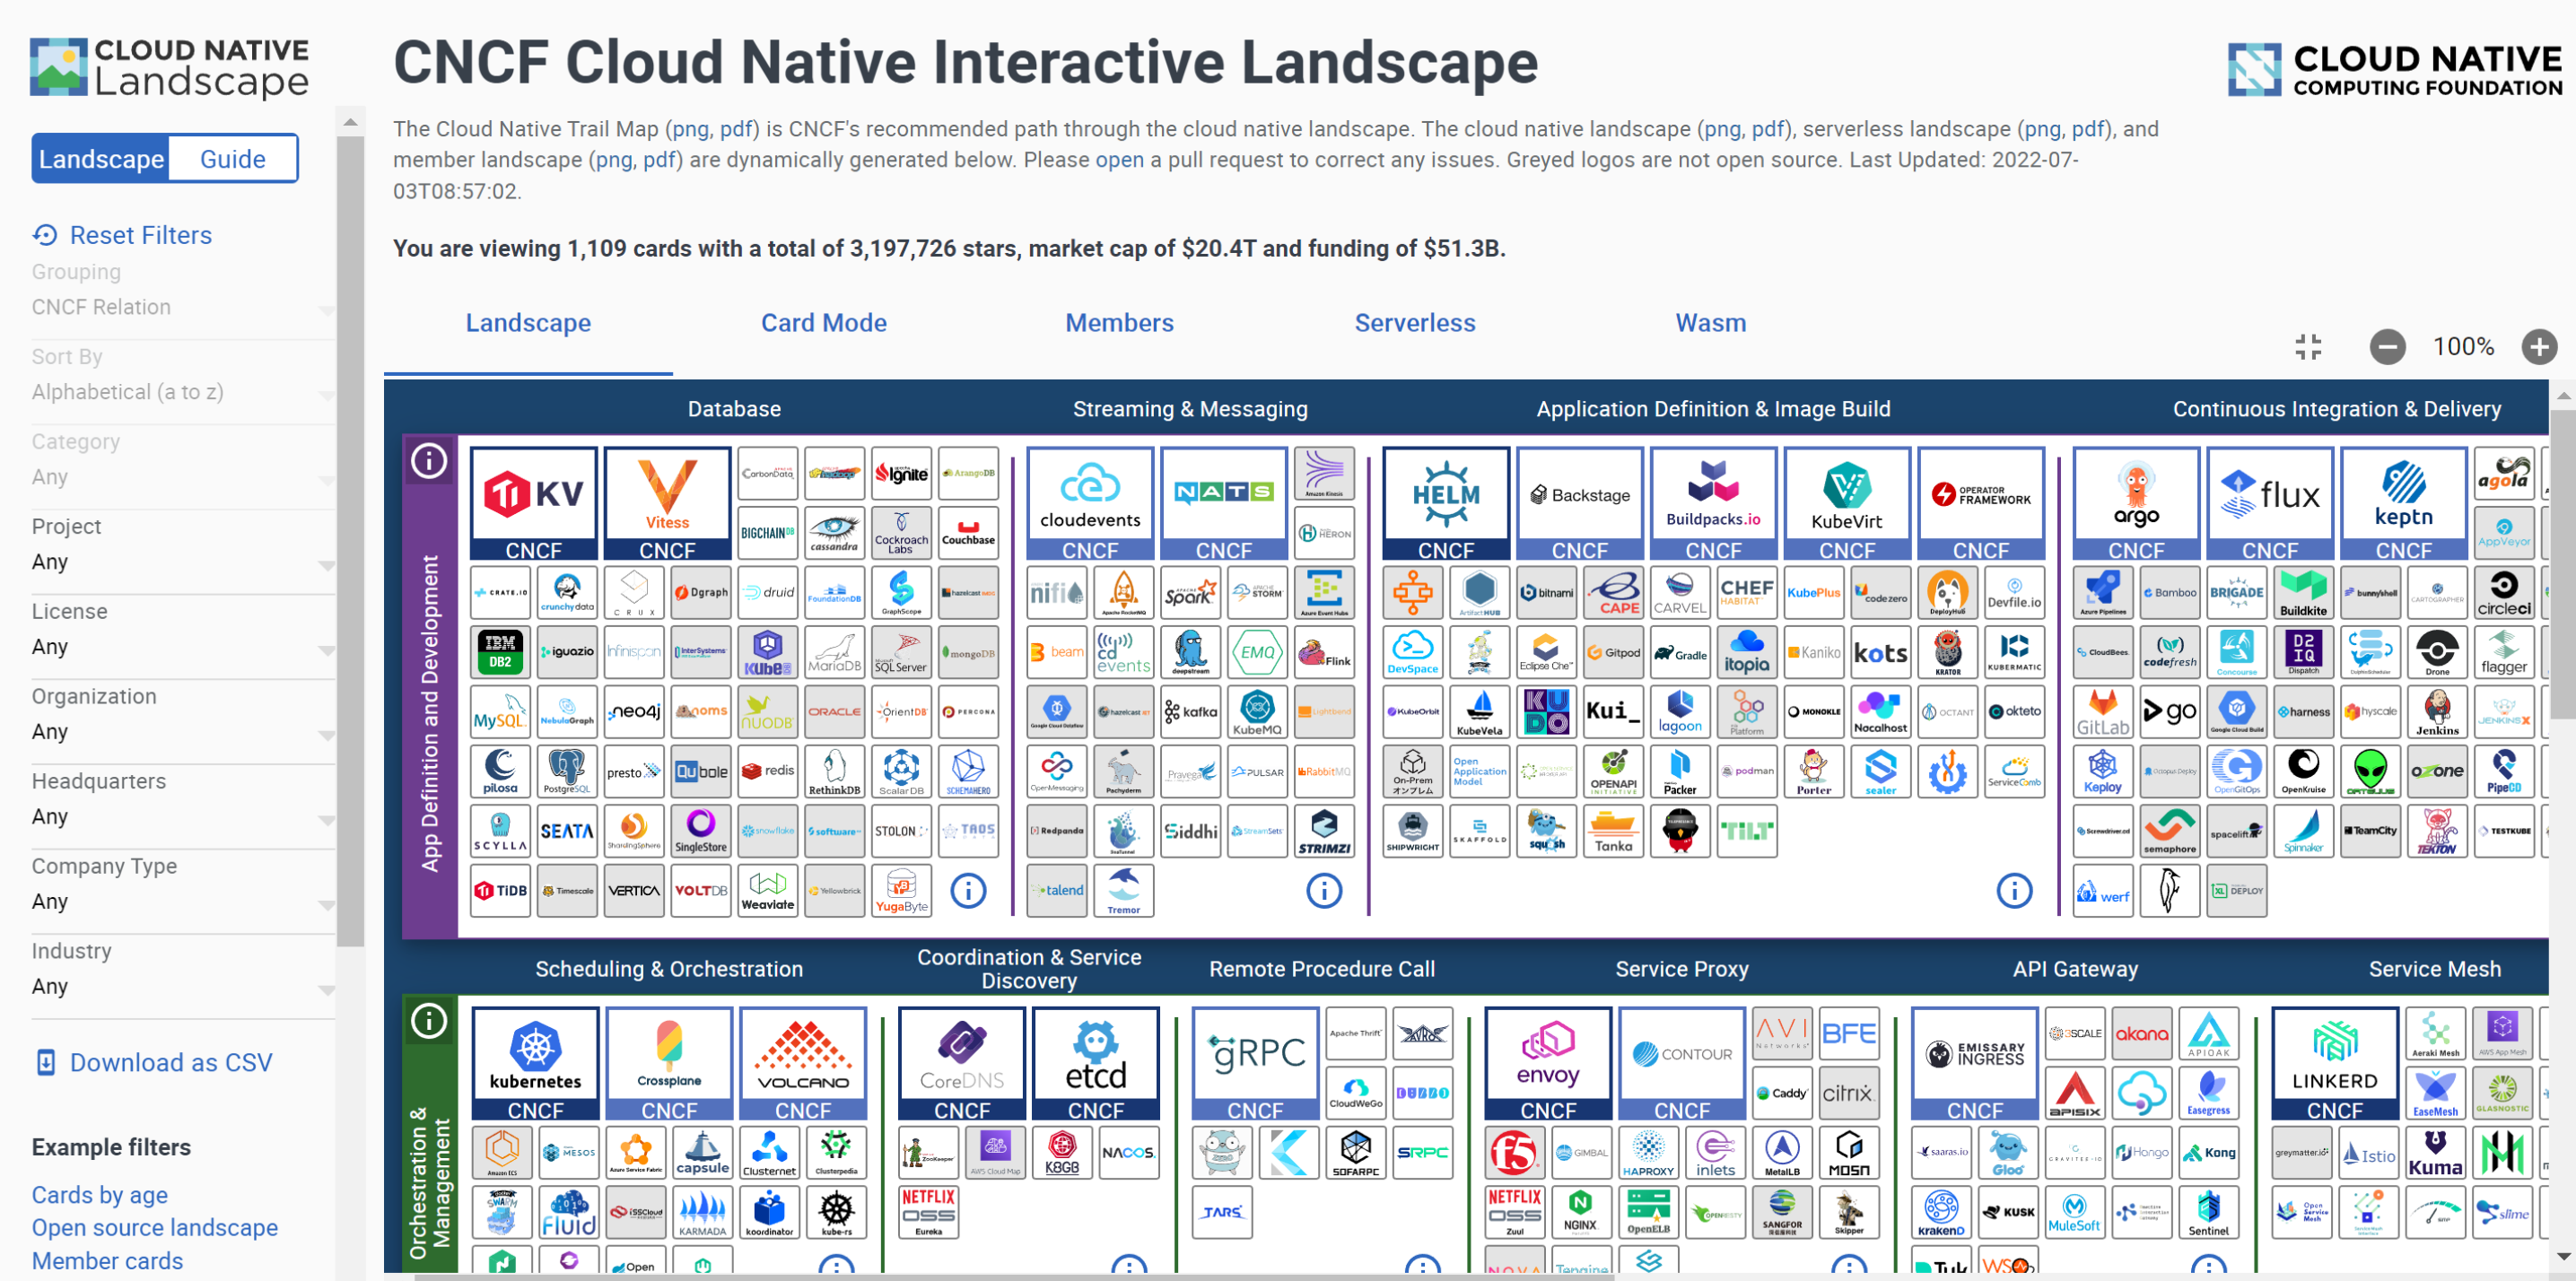 CLOUD NATIVE
Landscape
Landscape
Guide
Reset Filters
Grouping
CNCF Relation
Sort By
Alphabetical (a to z)
Category
Any
Project
Any
License
Any
Organization
Any
Headquarters
Any
Company Type
Any
Industry
Any
Download as CSV
Example filters
Cards by age
Open source landscape
Member cards
CNCF Cloud Native Interactive Landscape
CLOUD NATIVE
COMPUTING FOUNDATION
The Cloud Native Trail Map (png, pdf) is CNCF's recommended path through the cloud native landscape. The cloud native landscape (png, pdf), serverless landscape (png, pdf), and
member landscape (png, pdf) are dynamically generated below. Please open a pull request to correct any issues. Greyed logos are not open source. Last Updated: 2022-07-
03T08:57:02.
You are viewing 1,109 cards with a total of 3,197,726 stars, market cap of $20.4T and funding of $51.3B.
Landscape Card Mode Members Serverless Wasm
100%
App Definition and Development
Database
TiKV CNCF
Vitess CNCF
CarbonData
hadoop
Ignite
ArangoDB
BIGCHAINDB
cassandra
Cockroach Labs
Couchbase
CRATE.IO
crunchydata
CRUX
Dgraph
druid
FoundationDB
GraphScope
hazelcast
IBM DB2
iguazio
Infinispan
InterSystems
MariaDB
SQL Server
mongoDB
MySQL
NebulaGraph
neo4j
noms
NUODB
ORACLE
OrientDB
PERCONA
pilosa
PostgreSQL
presto
Qubole
redis
RethinkDB
ScalarDB
SCHEMAHERO
SCYLLA
SEATA
ShardingSphere
SingleStore
snowflake
software
STOLON
TAOS
TiDB
Timescale
VERTICA
VOLTDB
Weaviate
Yellowbrick
YugaByte
Streaming & Messaging
cloudevents CNCF
NATS CNCF
Amazon Kinesis
HERON
nifi
Apache RocketMQ
Spark
STORM
Azure Event Hubs
beam
cd events
deepstream
EMQ
Flink
Google Cloud Dataflow
hazelcast JET
kafka
KubeMQ
Lightbend
OpenMessaging
Pachyderm
Pravega
PULSAR
RabbitMQ
Redpanda
Siddhi
StreamSets
STRIMZI
talend
Tremor
Application Definition & Image Build
HELM CNCF
Backstage CNCF
Buildpacks.io CNCF
KubeVirt CNCF
OPERATOR FRAMEWORK CNCF
Artifact HUB
bitnami
CAPE
CARVEL
CHEF HABITAT
KubePlus
codezero
DeployHub
Devfile.io
DevSpace
Eclipse Che
Gitpod
Gradle
itopia
Kaniko
kots
KRATOR
KUBERMATIC
KubeOrbit
KubeVela
KUDO
Kui_
lagoon
Platform
MONOKLE
Nacalhost
OCTANT
okteto
On-Prem オンプレム
Open Application Model
OPENAPI INITIATIVE
Packer
podman
Porter
sealer
ServiceComb
SHIPWRIGHT
SKAFFOLD
squash
Tanka
TILT
Continuous Integration & Delivery
argo CNCF
flux CNCF
keptn CNCF
agola
AppVeyor
Azure Pipelines
Bamboo
BRIGADE
Buildkite
bunnyshell
CARTOGRAPHER
circleci
CloudBees
codefresh
Concourse
D2IQ Dispatch
Drone
flagger
GitLab
go
Google Cloud Build
harness
hyscale
Jenkins
JENKINS X
Keploy
Octopus Deploy
OpenGitOps
OpenKruise
ORTELIUS
ozone
PipeCD
Screwdriver.cd
semaphore
spacelift
Spinnaker
TeamCity
TEKTON
TESTKUBE
werf
XL DEPLOY
Orchestration & Management
Scheduling & Orchestration
kubernetes CNCF
Crossplane CNCF
VOLCANO CNCF
Amazon ECS
MESOS
Azure Service Fabric
capsule
Clusternet
Clusterpedia
SWARM
Fluid
iSSCloud
KARMADA
koordinator
kube-rs
Open
Coordination & Service
Discovery
CoreDNS CNCF
etcd CNCF
ZooKeeper
AWS Cloud Map
K8GB
NACOS.
NETFLIX OSS Eureka
Remote Procedure Call
gRPC CNCF
Apache Thrift
AVRO
CloudWeGo
DUBBO
SOFARPC
SRPC
TARS
Service Proxy
envoy CNCF
CONTOUR CNCF
AVI Networks
BFE
Caddy
citrix
f5
GIMBAL
HAPROXY
inlets
MetalLB
MOSN
NETFLIX OSS Zuul
NGINX
OpenELB
OPENRESTY
SANGFOR
Skipper
NOVA
Tengine
API Gateway
EMISSARY INGRESS CNCF
3SCALE
akana
APIOAK
APISIX
Easegress
saaras.io
Gloo
GRAVITEE.IO
Hango
Kong
KrakenD
KUSK
MuleSoft
Sentinel
Tyk
WSO
Service Mesh
LINKERD CNCF
Aeraki Mesh
AWS App Mesh
EaseMesh
GLASNOSTIC
greymatter.io
Istio
Kuma
Open Service Mesh
SMP
slime